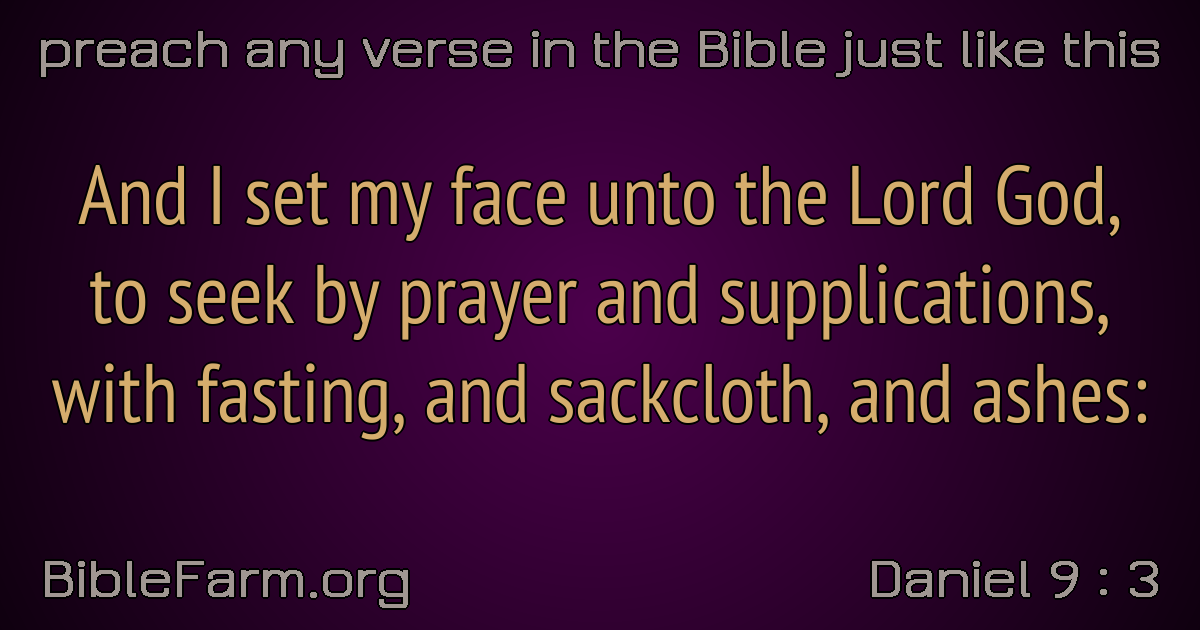 preach any verse in the Bible just like this
And I set my face unto the Lord God,
to seek by prayer and supplications,
with fasting, and sackcloth, and ashes:
BibleFarm.org
Daniel 9 : 3